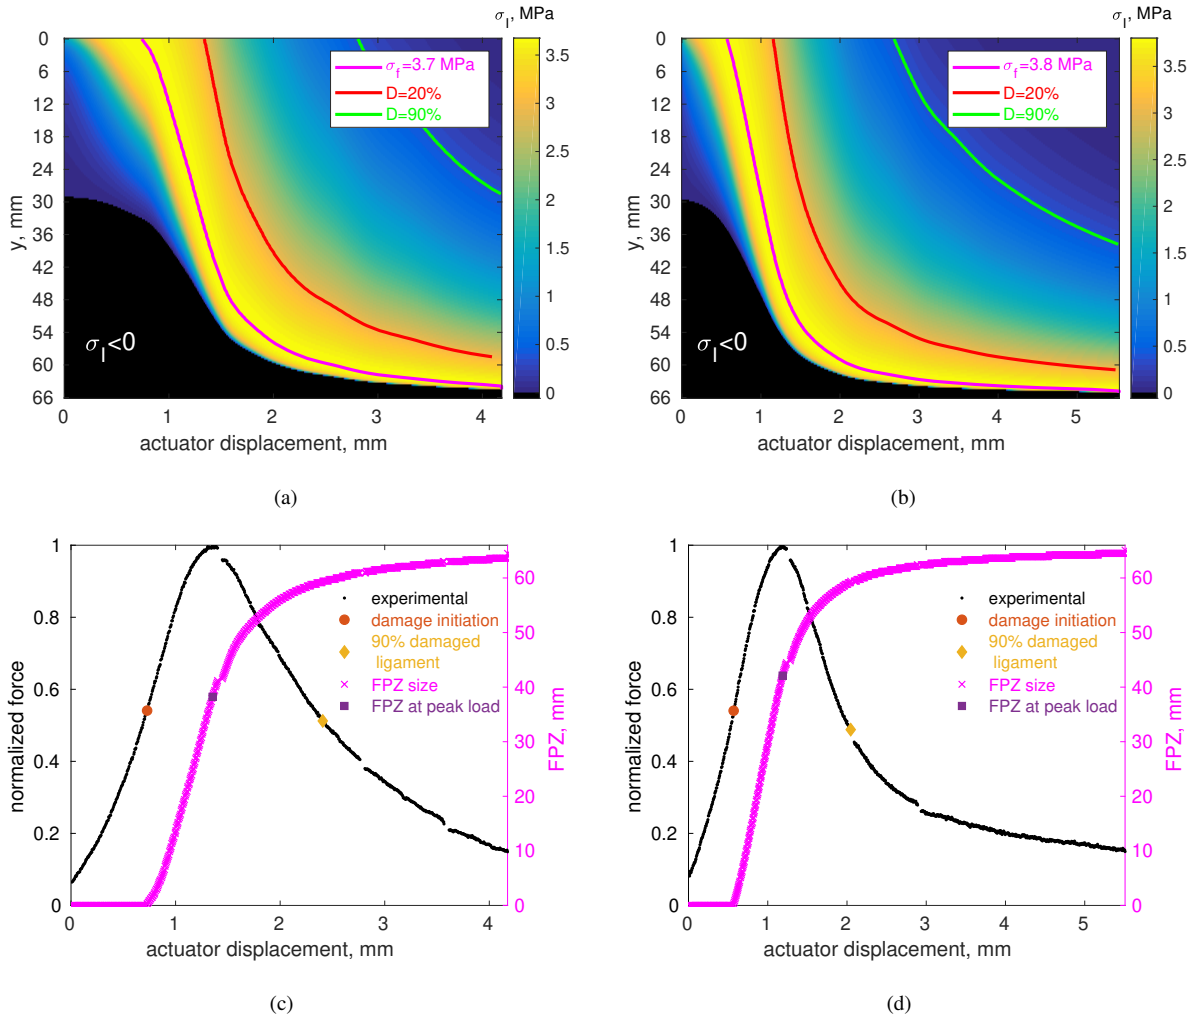 σI, MPa
0
6
12
18
24
30
36
42
48
54
60
66
y, mm
σf=3.7 MPa
D=20%
D=90%
σI<0
0
1
2
3
4
actuator displacement, mm
3.5
3
2.5
2
1.5
1
0.5
0
(a)
σI, MPa
0
6
12
18
24
30
36
42
48
54
60
66
y, mm
σf=3.8 MPa
D=20%
D=90%
σI<0
0
1
2
3
4
5
actuator displacement, mm
3.5
3
2.5
2
1.5
1
0.5
0
(b)
1
0.8
0.6
0.4
0.2
0
normalized force
experimental
damage initiation
90% damaged
ligament
FPZ size
FPZ at peak load
60
50
40
30
20
10
0
FPZ, mm
0
1
2
3
4
actuator displacement, mm
(c)
1
0.8
0.6
0.4
0.2
0
normalized force
experimental
damage initiation
90% damaged
ligament
FPZ size
FPZ at peak load
60
50
40
30
20
10
0
FPZ, mm
0
1
2
3
4
5
actuator displacement, mm
(d)